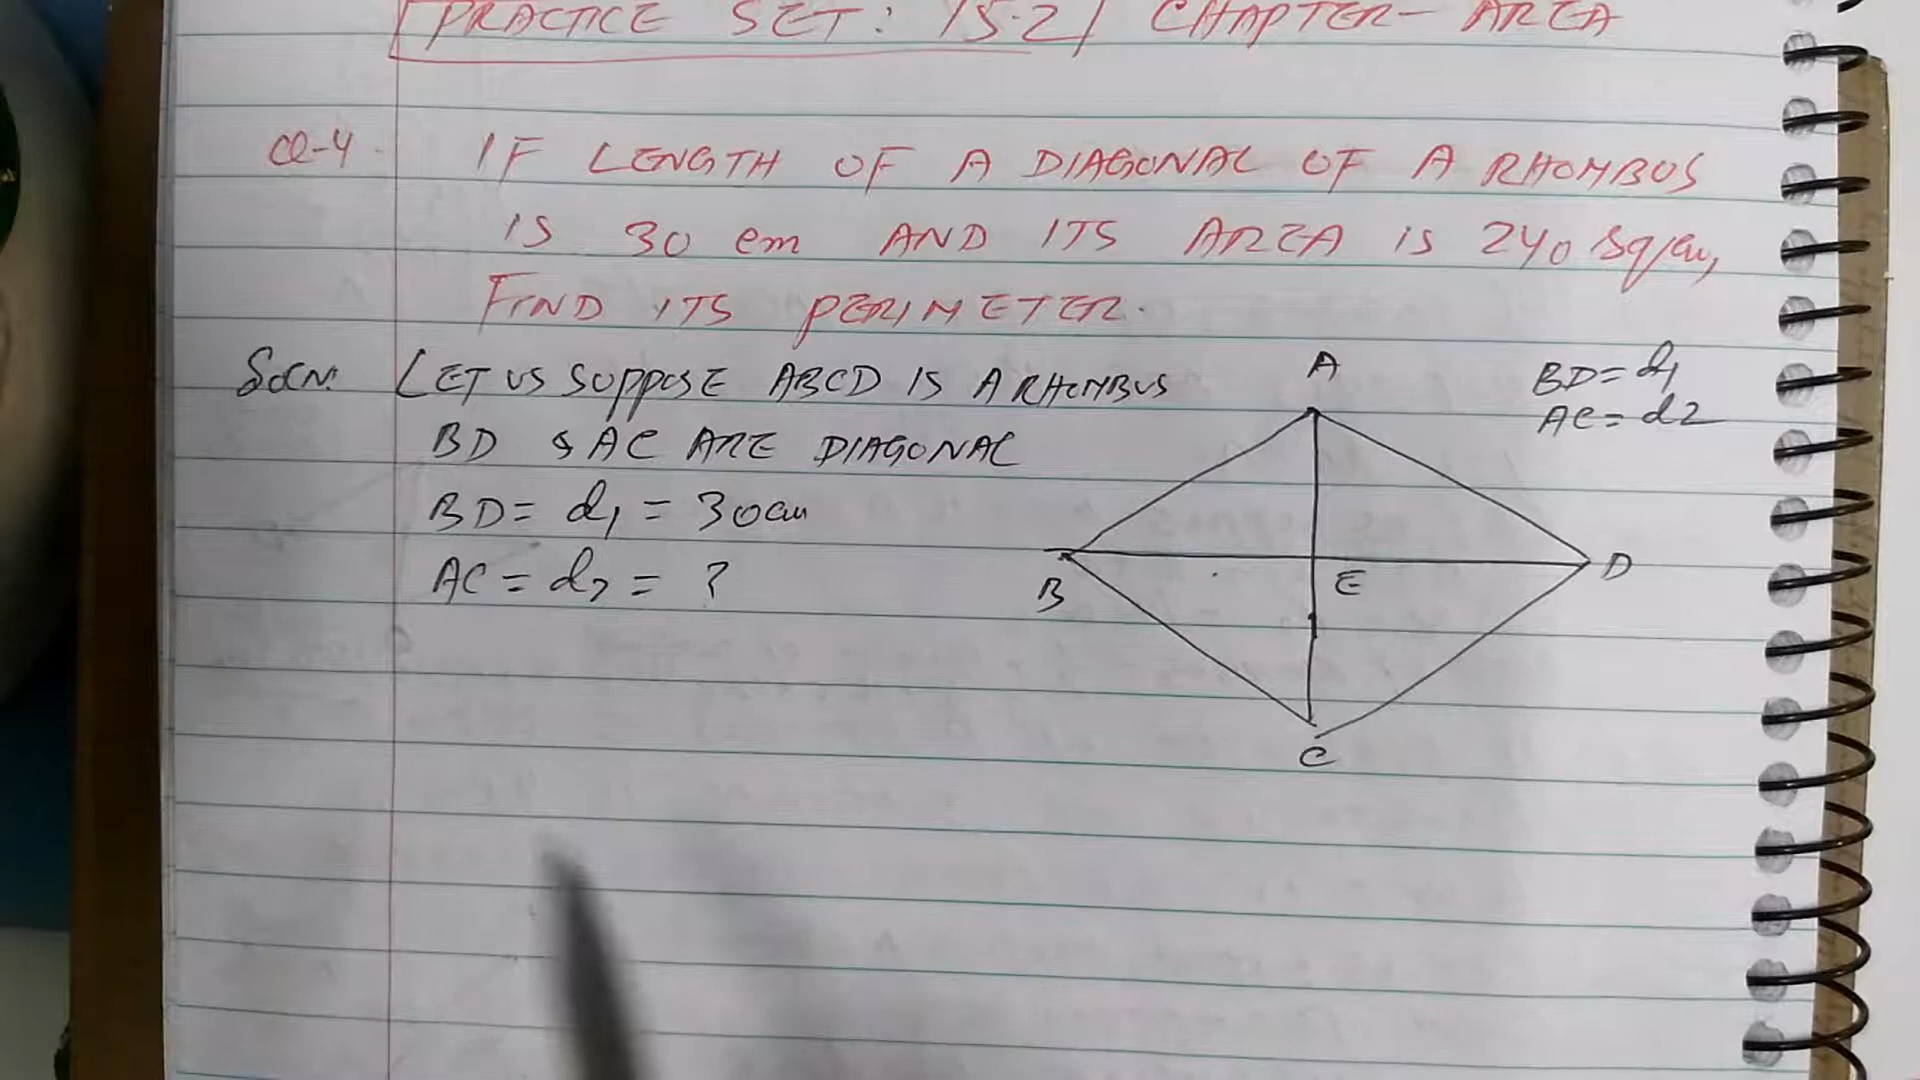 PRACTICE SET: 15.2 CHAPTER- AREA
Q-4. IF LENGTH OF A DIAGONAL OF A RHOMBUS
IS 30 cm AND ITS AREA IS 240 sq/cm,
FIND ITS PERIMETER.
SOLN: LET US SUPPOSE ABCD IS A RHOMBUS
BD & AC ARE DIAGONAL
BD = d1 = 30cm
AC = d2 = ?
BD = d1
AC = d2
A
B
E
D
C